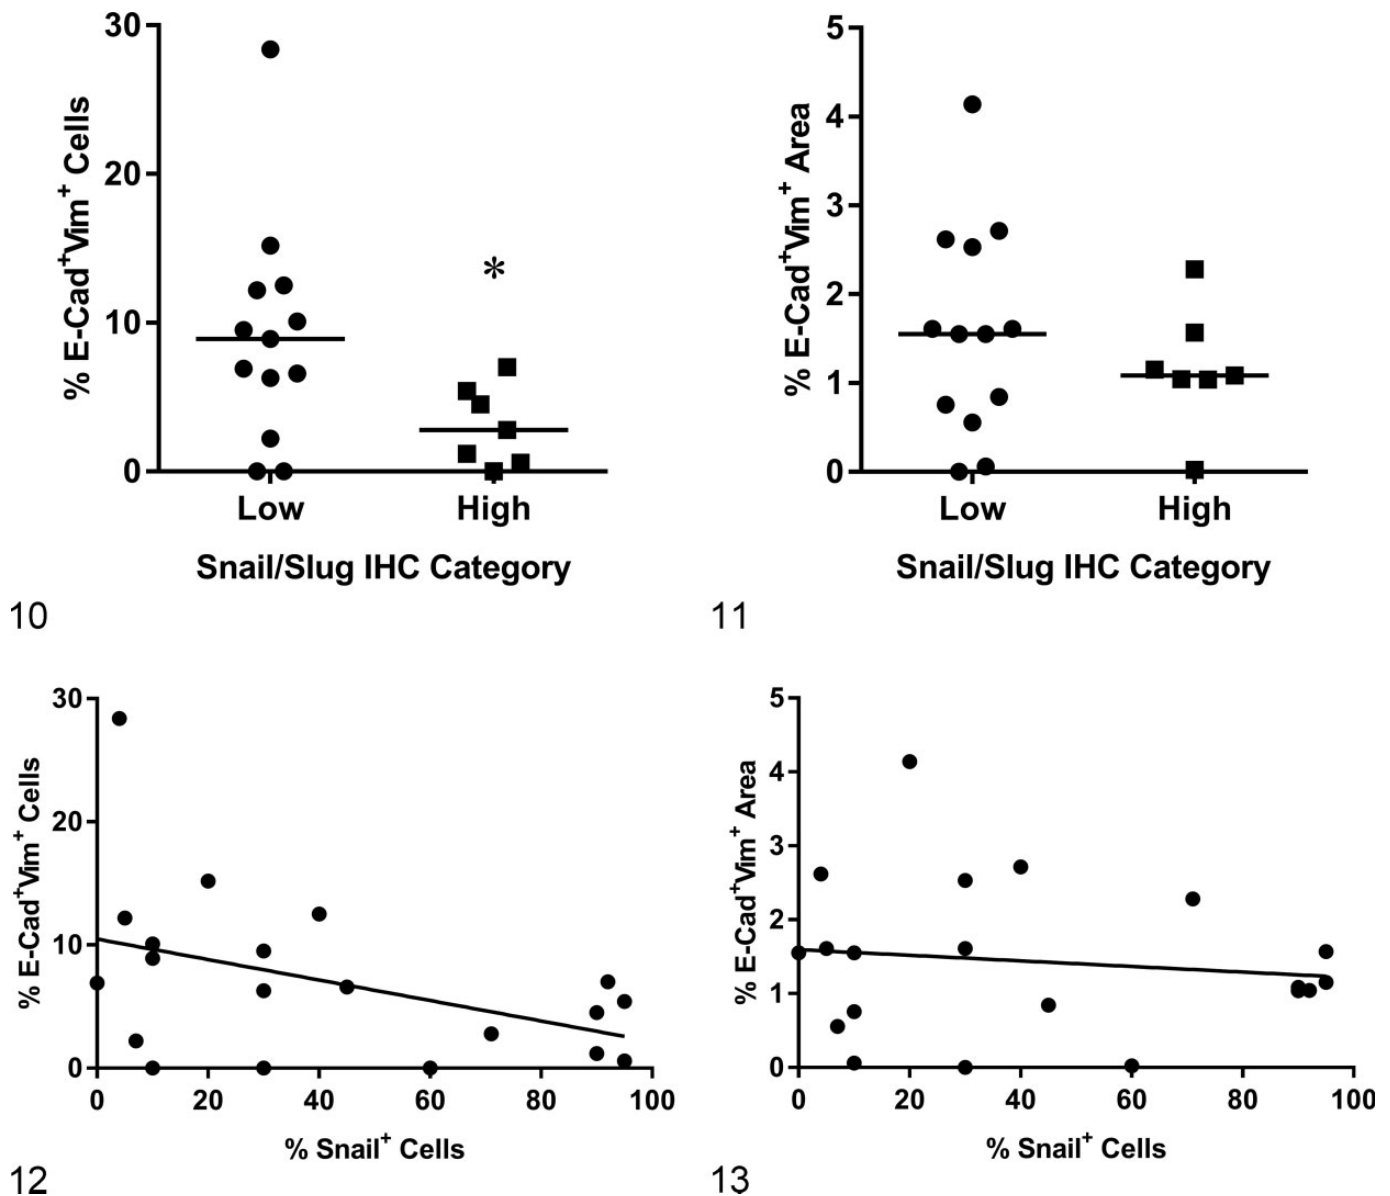 30
20
10
0
% E-Cad⁺Vim⁺ Cells
*
Low High
Snail/Slug IHC Category
10
5
4
3
2
1
0
% E-Cad⁺Vim⁺ Area
Low High
Snail/Slug IHC Category
11
30
20
10
0
% E-Cad⁺Vim⁺ Cells
0 20 40 60 80 100
% Snail⁺ Cells
12
5
4
3
2
1
0
% E-Cad⁺Vim⁺ Area
0 20 40 60 80 100
% Snail⁺ Cells
13